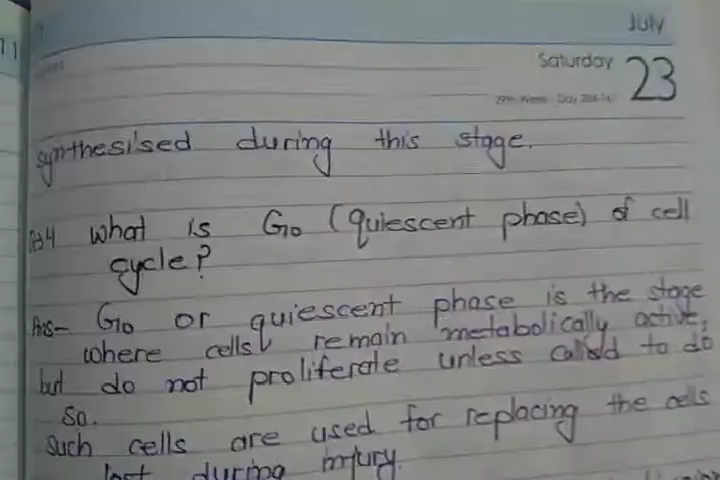 11
July
Saturday
23
synthesised during this stage.
4 what is G0 (quiescent phase) of cell
cycle?
Ans- G0 or quiescent phase is the stage
where cells remain metabolically active,
but do not proliferate unless called to do
so.
Such cells are used for replacing the cells
lost during injury.